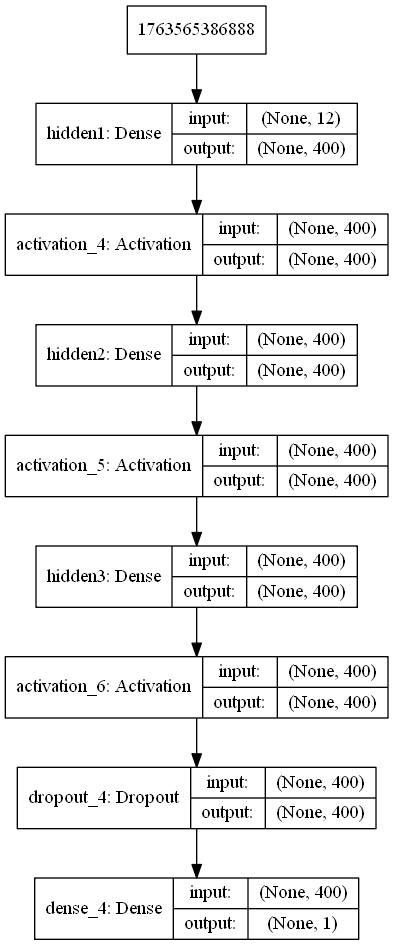 1763565386888
hidden1: Dense
input: (None, 12)
output: (None, 400)
activation_4: Activation
input: (None, 400)
output: (None, 400)
hidden2: Dense
input: (None, 400)
output: (None, 400)
activation_5: Activation
input: (None, 400)
output: (None, 400)
hidden3: Dense
input: (None, 400)
output: (None, 400)
activation_6: Activation
input: (None, 400)
output: (None, 400)
dropout_4: Dropout
input: (None, 400)
output: (None, 400)
dense_4: Dense
input: (None, 400)
output: (None, 1)